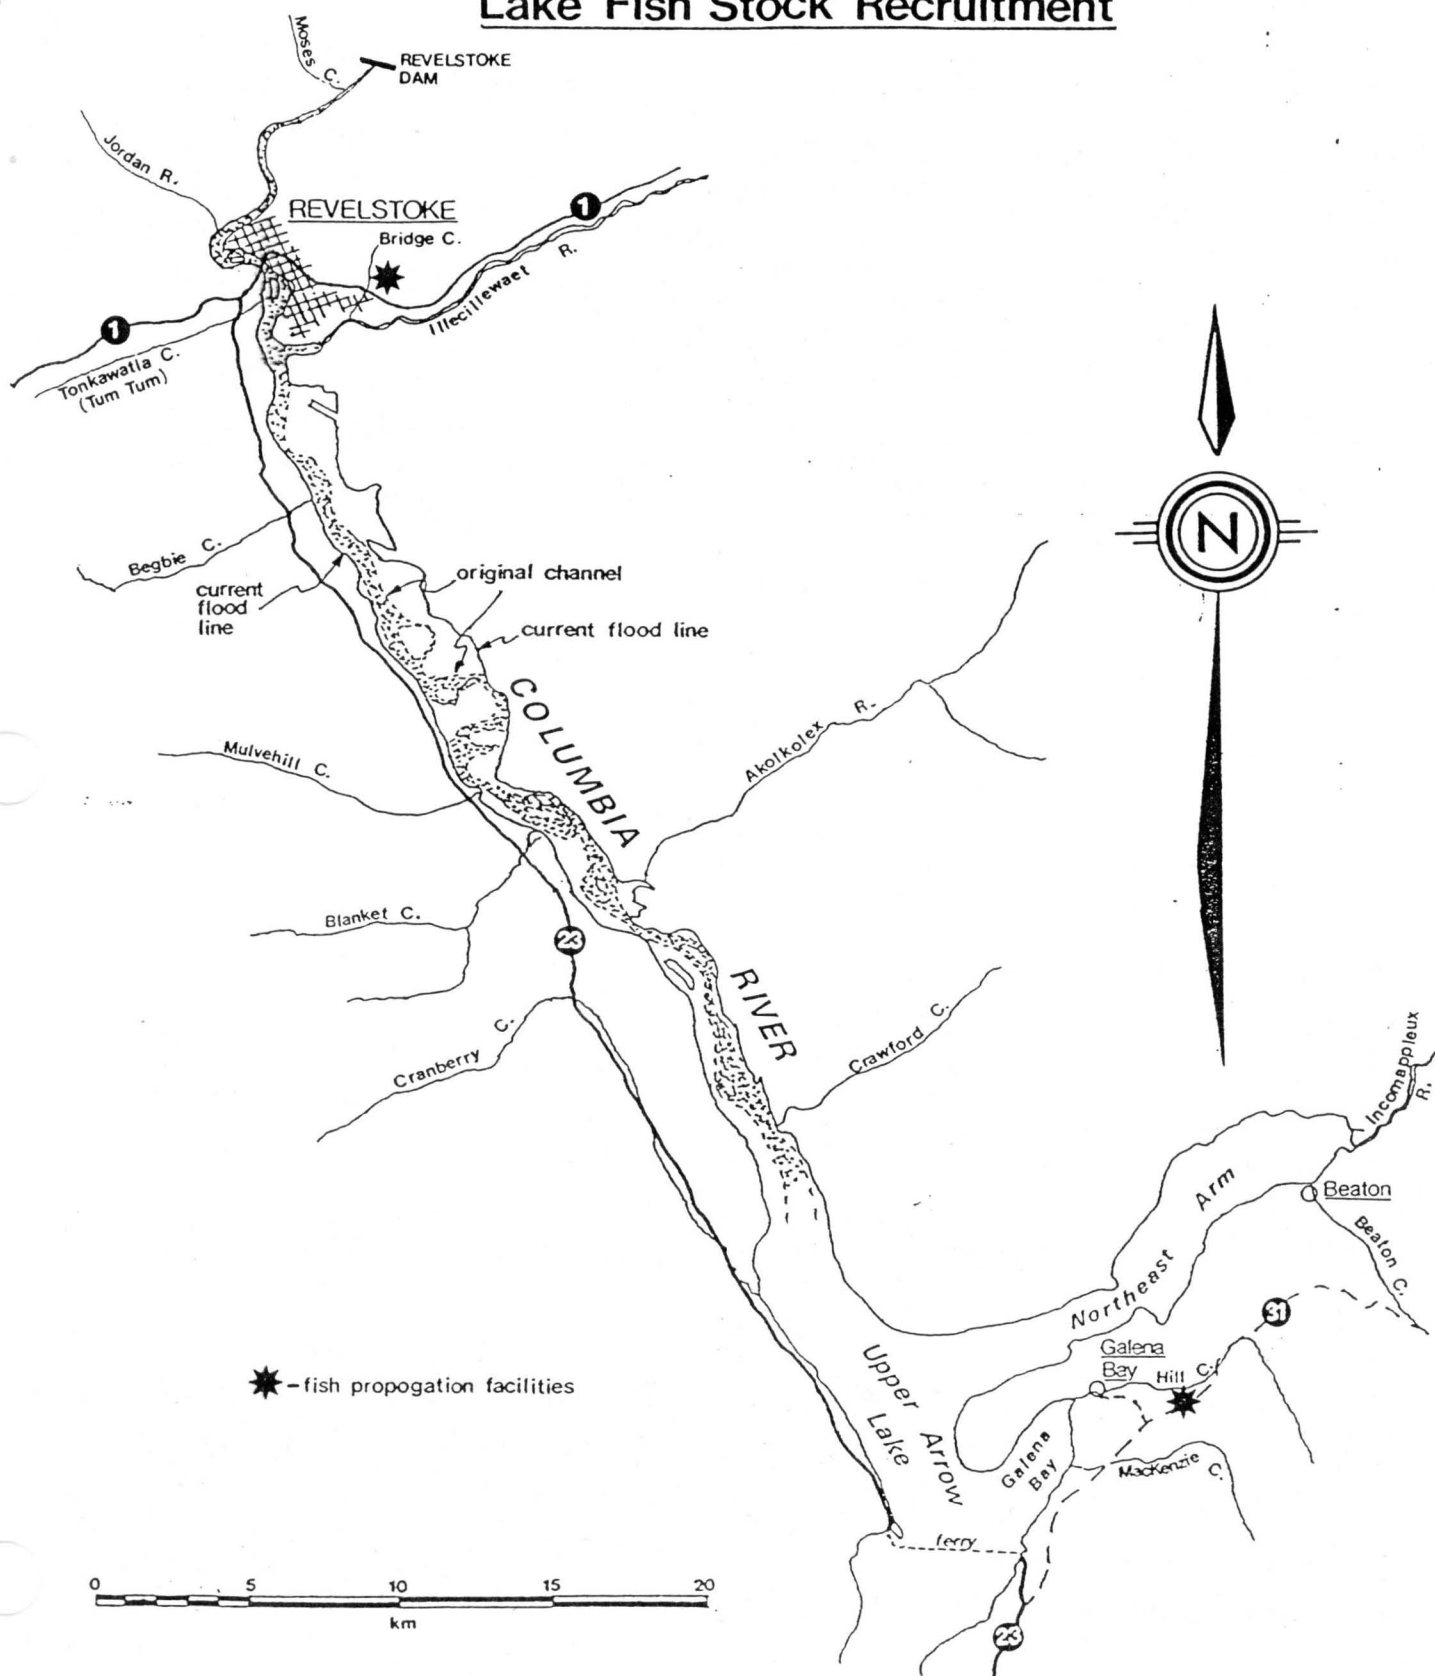 Lake Fish Stock Recruitment
Moses C.
REVELSTOKE
DAM
Jordan R.
REVELSTOKE
1
Bridge C.
Illecillewaet R.
1
Tonkawatla C.
(Tum Tum)
N
Begbie C.
current
flood
line
original channel
current flood line
COLUMBIA
RIVER
Akolkolex R.
Mulvehill C.
Blanket C.
23
Cranberry C.
Crawford C.
Incomappleux
R.
Northeast Arm
Beaton
Beaton C.
31
Galena
Bay
Hill C.
Upper Arrow
Lake
Galena
Bay
MacKenzie C.
-fish propogation facilities
ferry
0 5 10 15 20
km
23